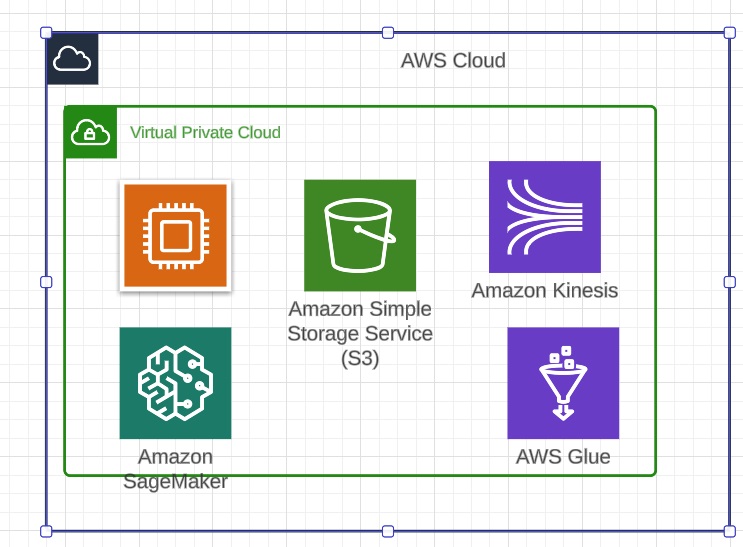 AWS Cloud
Virtual Private Cloud
Amazon Simple
Storage Service
(S3)
Amazon Kinesis
Amazon
SageMaker
AWS Glue